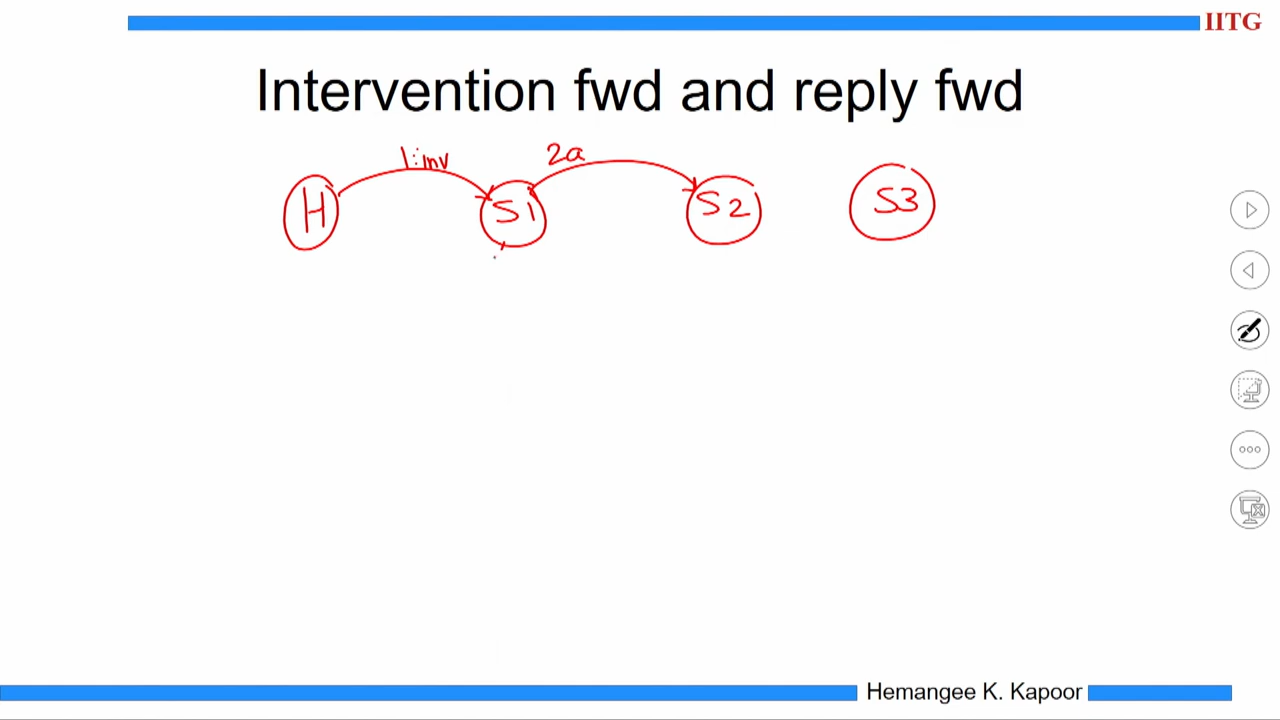 IITG
Intervention fwd and reply fwd
1:inv 2a
H S1 S2 S3
Hemangee K. Kapoor